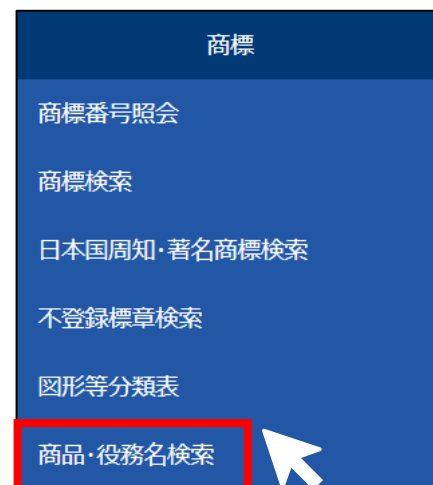 商標
商標番号照会
商標検索
日本国周知･著名商標検索
不登録標章検索
図形等分類表
商品･役務名検索